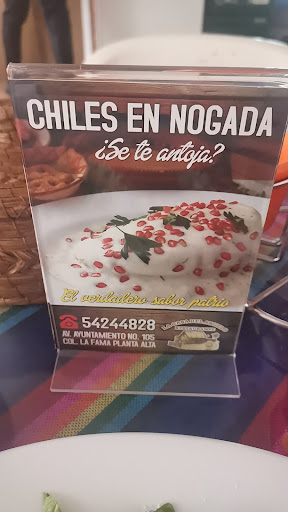 CHILES EN NOGADA
¿Se te antoja?
El verdadero sabor patrio
54244828
AV. AYUNTAMIENTO NO. 105
COL. LA FAMA PLANTA ALTA